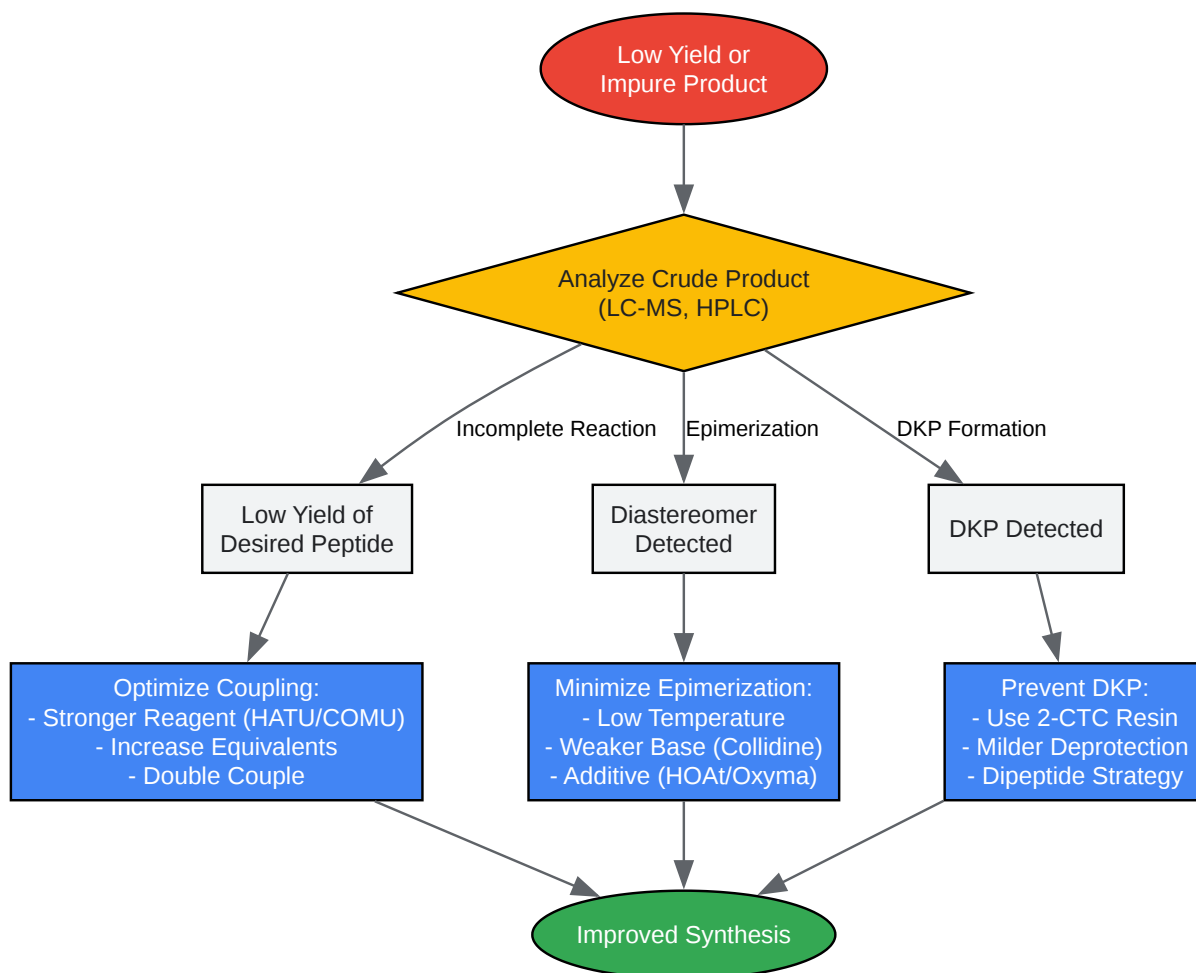 Low Yield or
Impure Product
Analyze Crude Product
(LC-MS, HPLC)
Incomplete Reaction
Epimerization
DKP Formation
Low Yield of
Desired Peptide
Diastereomer
Detected
DKP Detected
Optimize Coupling:
- Stronger Reagent (HATU/COMU)
- Increase Equivalents
- Double Couple
Minimize Epimerization:
- Low Temperature
- Weaker Base (Collidine)
- Additive (HOAt/Oxyma)
Prevent DKP:
- Use 2-CTC Resin
- Milder Deprotection
- Dipeptide Strategy
Improved Synthesis